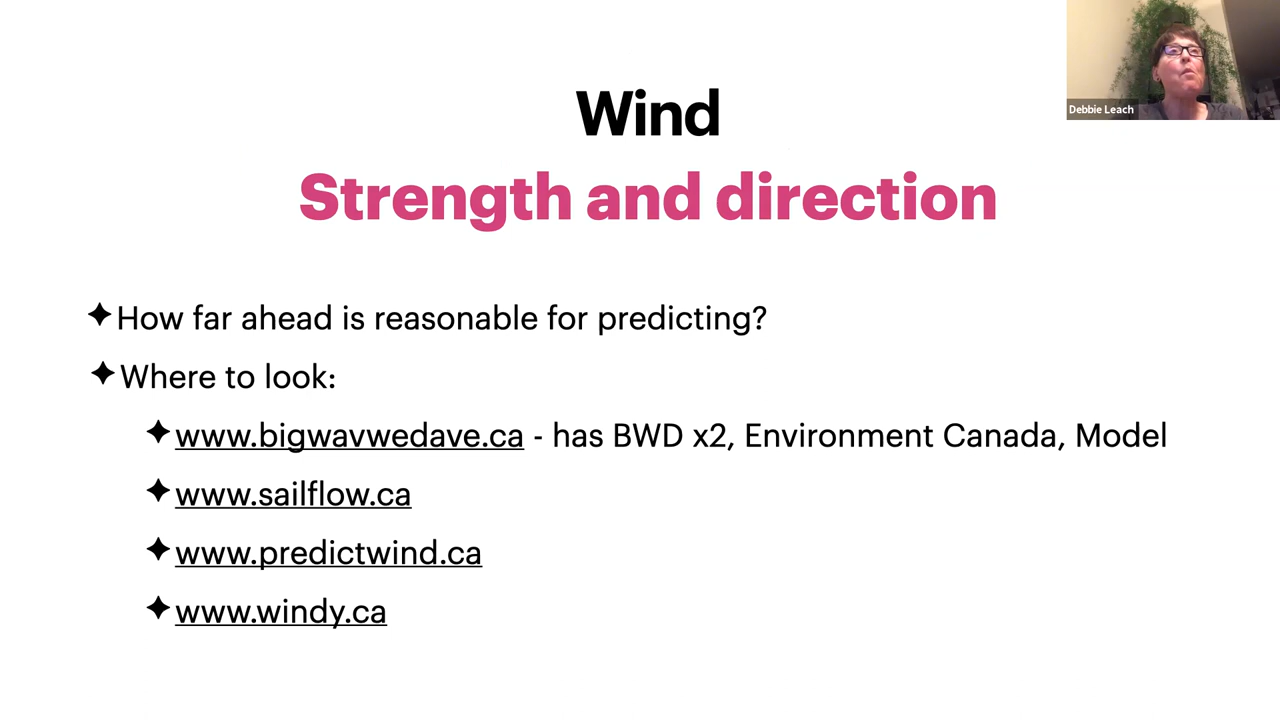 Wind
Strength and direction
Debbie Leach
✦How far ahead is reasonable for predicting?
✦Where to look:
✦www.bigwavwedave.ca - has BWD x2, Environment Canada, Model
✦www.sailflow.ca
✦www.predictwind.ca
✦www.windy.ca